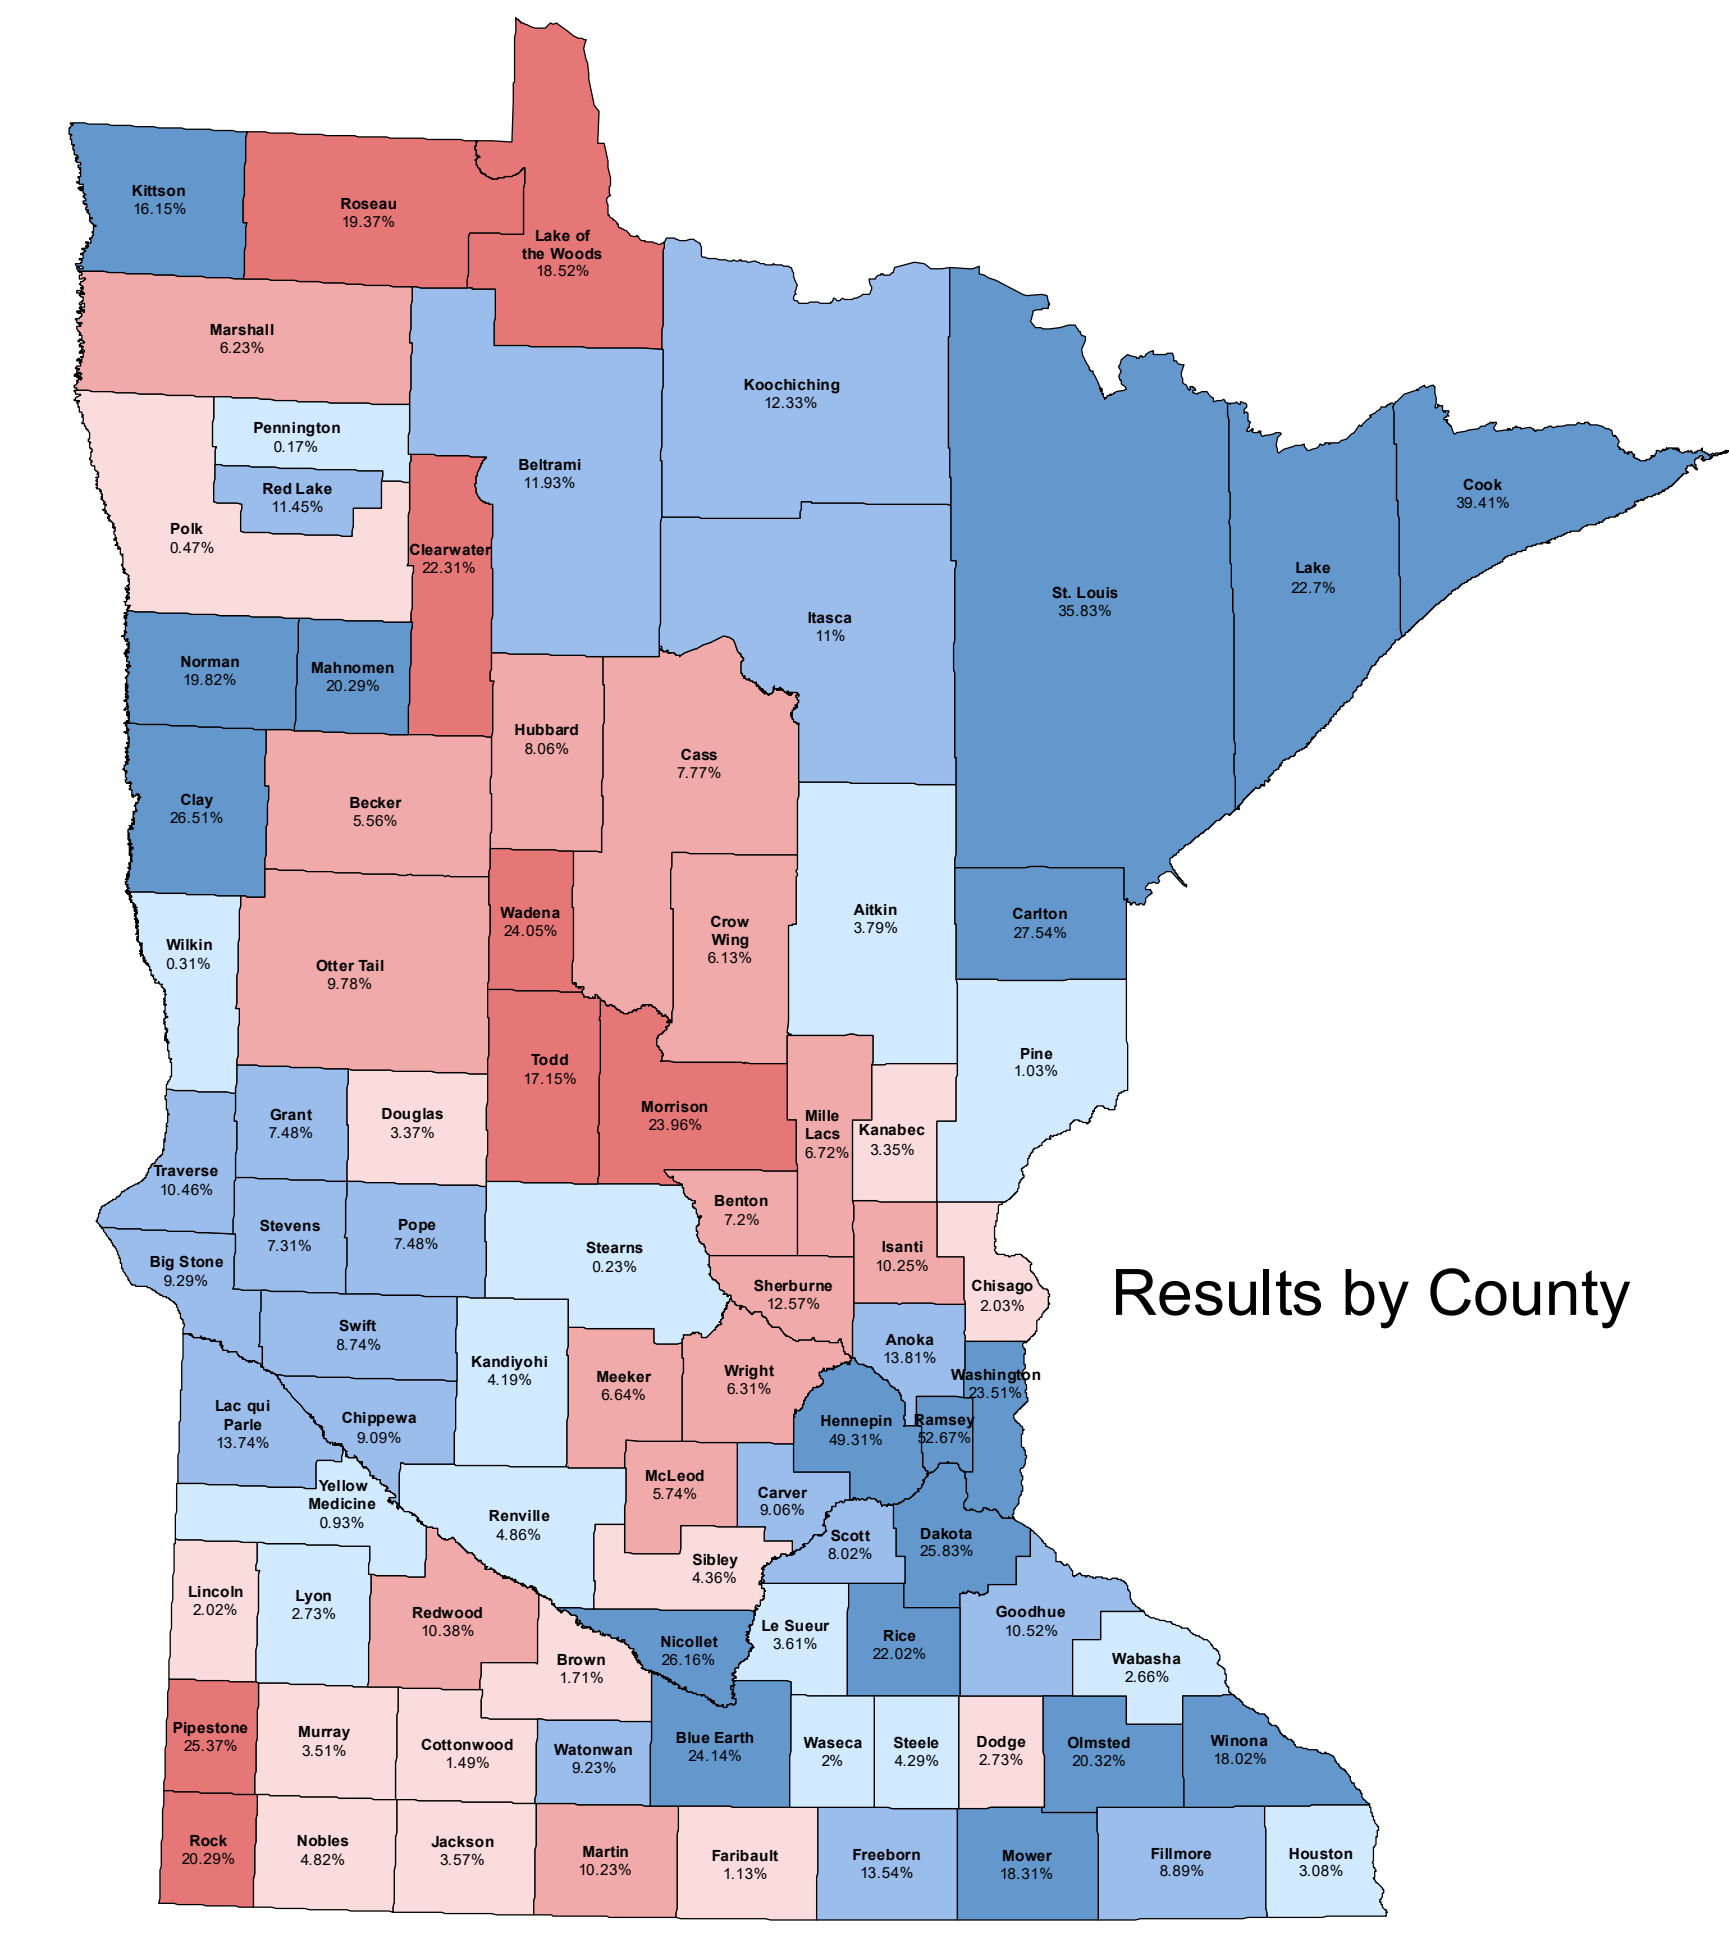 Kittson
16.15%
Roseau
19.37%
Lake of
the Woods
18.52%
Marshall
6.23%
Koochiching
12.33%
Pennington
0.17%
Beltrami
11.93%
Red Lake
11.45%
Cook
39.41%
Polk
0.47%
Clearwater
22.31%
Lake
22.7%
St. Louis
35.83%
Itasca
11%
Norman
19.82%
Mahnomen
20.29%
Hubbard
8.06%
Cass
7.77%
Clay
26.51%
Becker
5.56%
Wadena
24.05%
Crow
Wing
6.13%
Aitkin
3.79%
Carlton
27.54%
Wilkin
0.31%
Otter Tail
9.78%
Todd
17.15%
Pine
1.03%
Grant
7.48%
Douglas
3.37%
Morrison
23.96%
Mille
Lacs
6.72%
Kanabec
3.35%
Traverse
10.46%
Stevens
7.31%
Pope
7.48%
Benton
7.2%
Stearns
0.23%
Isanti
10.25%
Big Stone
9.29%
Sherburne
12.57%
Chisago
2.03%
Results by County
Swift
8.74%
Anoka
13.81%
Kandiyohi
4.19%
Meeker
6.64%
Wright
6.31%
Washington
23.51%
Lac qui
Parle
13.74%
Chippewa
9.09%
Hennepin
49.31%
Ramsey
52.67%
Yellow
Medicine
0.93%
McLeod
5.74%
Carver
9.06%
Renville
4.86%
Scott
8.02%
Dakota
25.83%
Sibley
4.36%
Lincoln
2.02%
Lyon
2.73%
Redwood
10.38%
Goodhue
10.52%
Le Sueur
3.61%
Rice
22.02%
Nicollet
26.16%
Brown
1.71%
Wabasha
2.66%
Pipestone
25.37%
Murray
3.51%
Cottonwood
1.49%
Watonwan
9.23%
Blue Earth
24.14%
Waseca
2%
Steele
4.29%
Dodge
2.73%
Olmsted
20.32%
Winona
18.02%
Rock
20.29%
Nobles
4.82%
Jackson
3.57%
Martin
10.23%
Faribault
1.13%
Freeborn
13.54%
Mower
18.31%
Fillmore
8.89%
Houston
3.08%